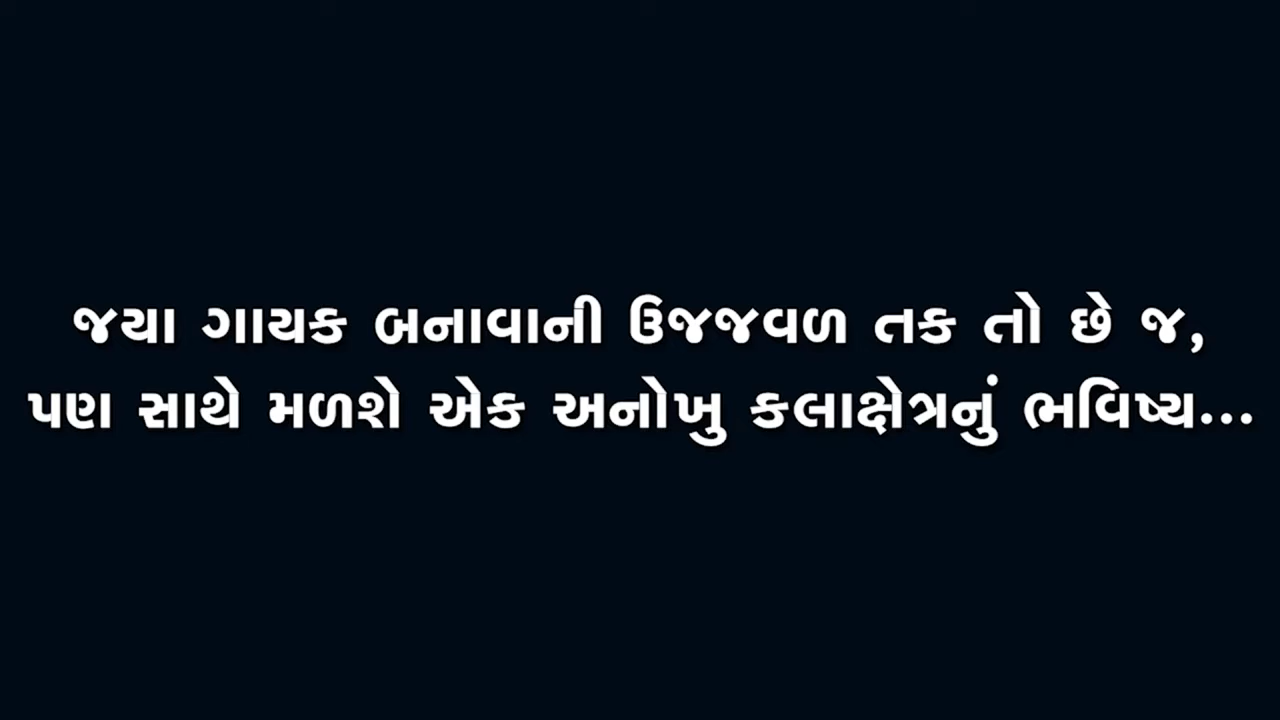 જયા ગાયક બનાવાની ઉજજવળ તક તો છે જ,
પણ સાથે મળશે એક અનોખુ કલાક્ષેત્રનું ભવિષ્ય...